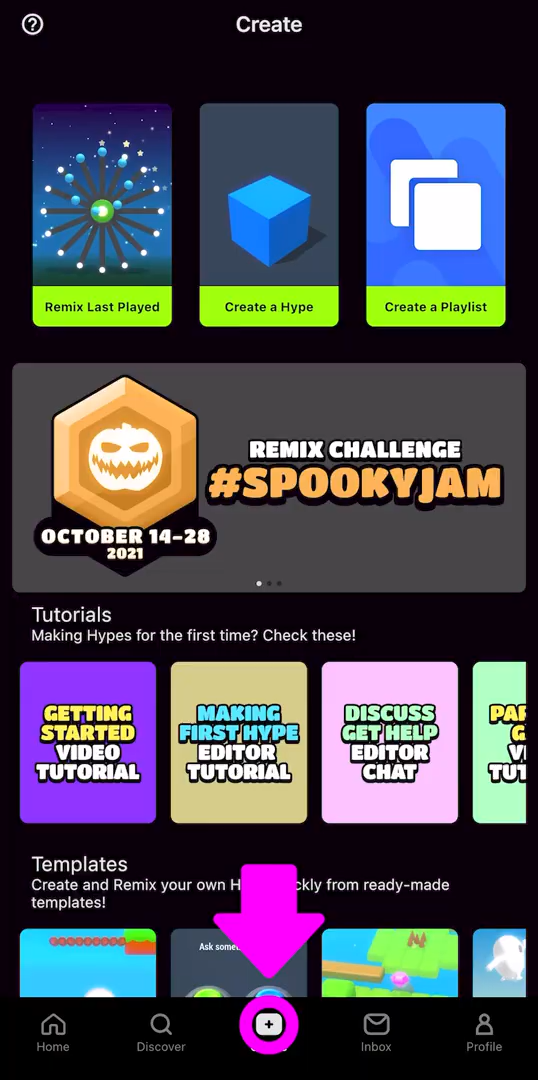 Create
Remix Last Played
Create a Hype
Create a Playlist
REMIX CHALLENGE
#SPOOKYJAM
OCTOBER 14-28
2021
Tutorials
Making Hypes for the first time? Check these!
GETTING
STARTED
VIDEO
TUTORIAL
MAKING
FIRST HYPE
EDITOR
TUTORIAL
DISCUSS
GET HELP
EDITOR
CHAT
Templates
Create and Remix your own from ready-made
templates!
Ask
Home
Discover
Inbox
Profile